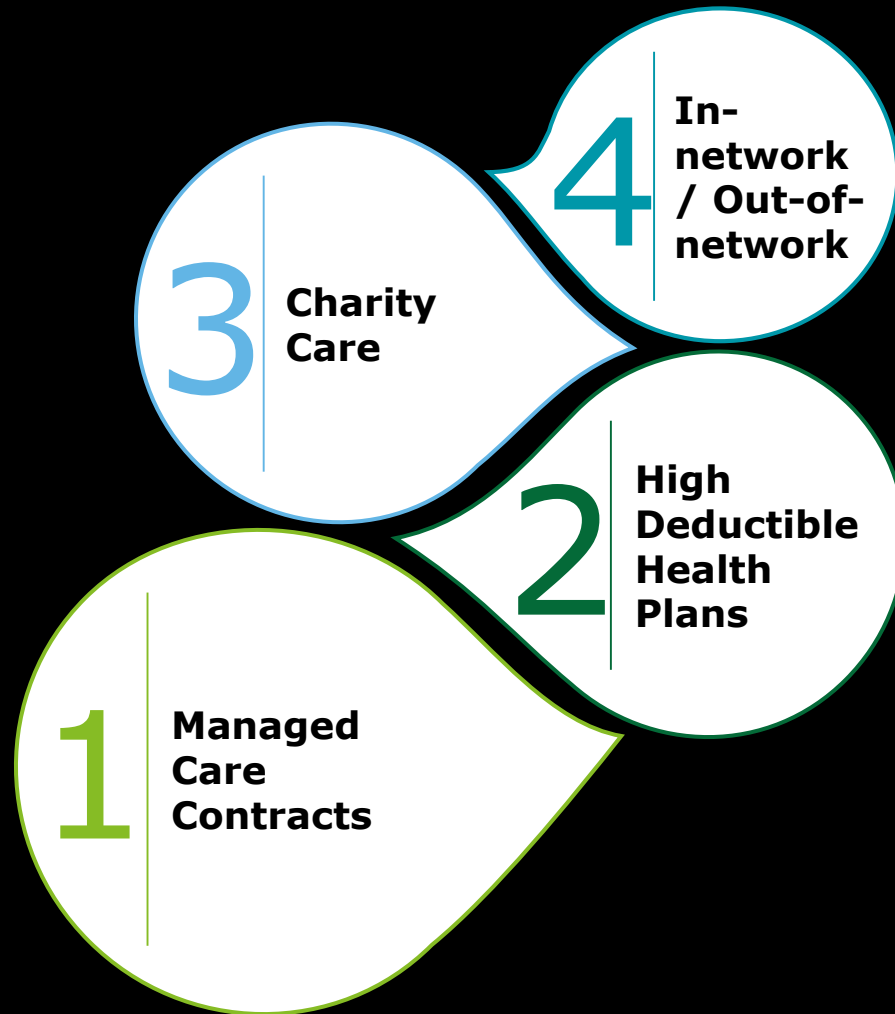 4
In-
network
/ Out-of-
network
3
Charity
Care
2
High
Deductible
Health
Plans
1
Managed
Care
Contracts